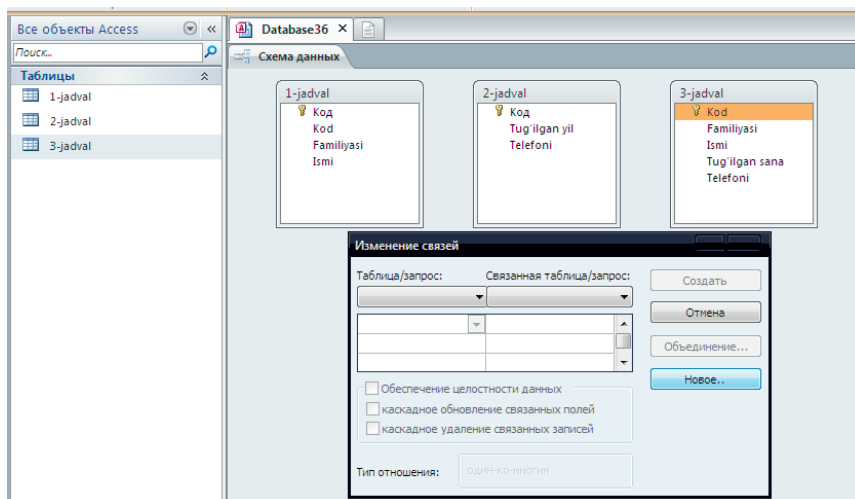 Все объекты Access
Поиск...
Таблицы
1-jadval
2-jadval
3-jadval
Database36
Схема данных
1-jadval
Код
Kod
Familiyasi
Ismi
2-jadval
Код
Tug'ilgan yil
Telefoni
3-jadval
Kod
Familiyasi
Ismi
Tug'ilgan sana
Telefoni
Изменение связей
Таблица/запрос:
Связанная таблица/запрос:
Создать
Отмена
Объединение...
Новое..
Обеспечение целостности данных
каскадное обновление связанных полей
каскадное удаление связанных записей
Тип отношения:
один-ко-многим